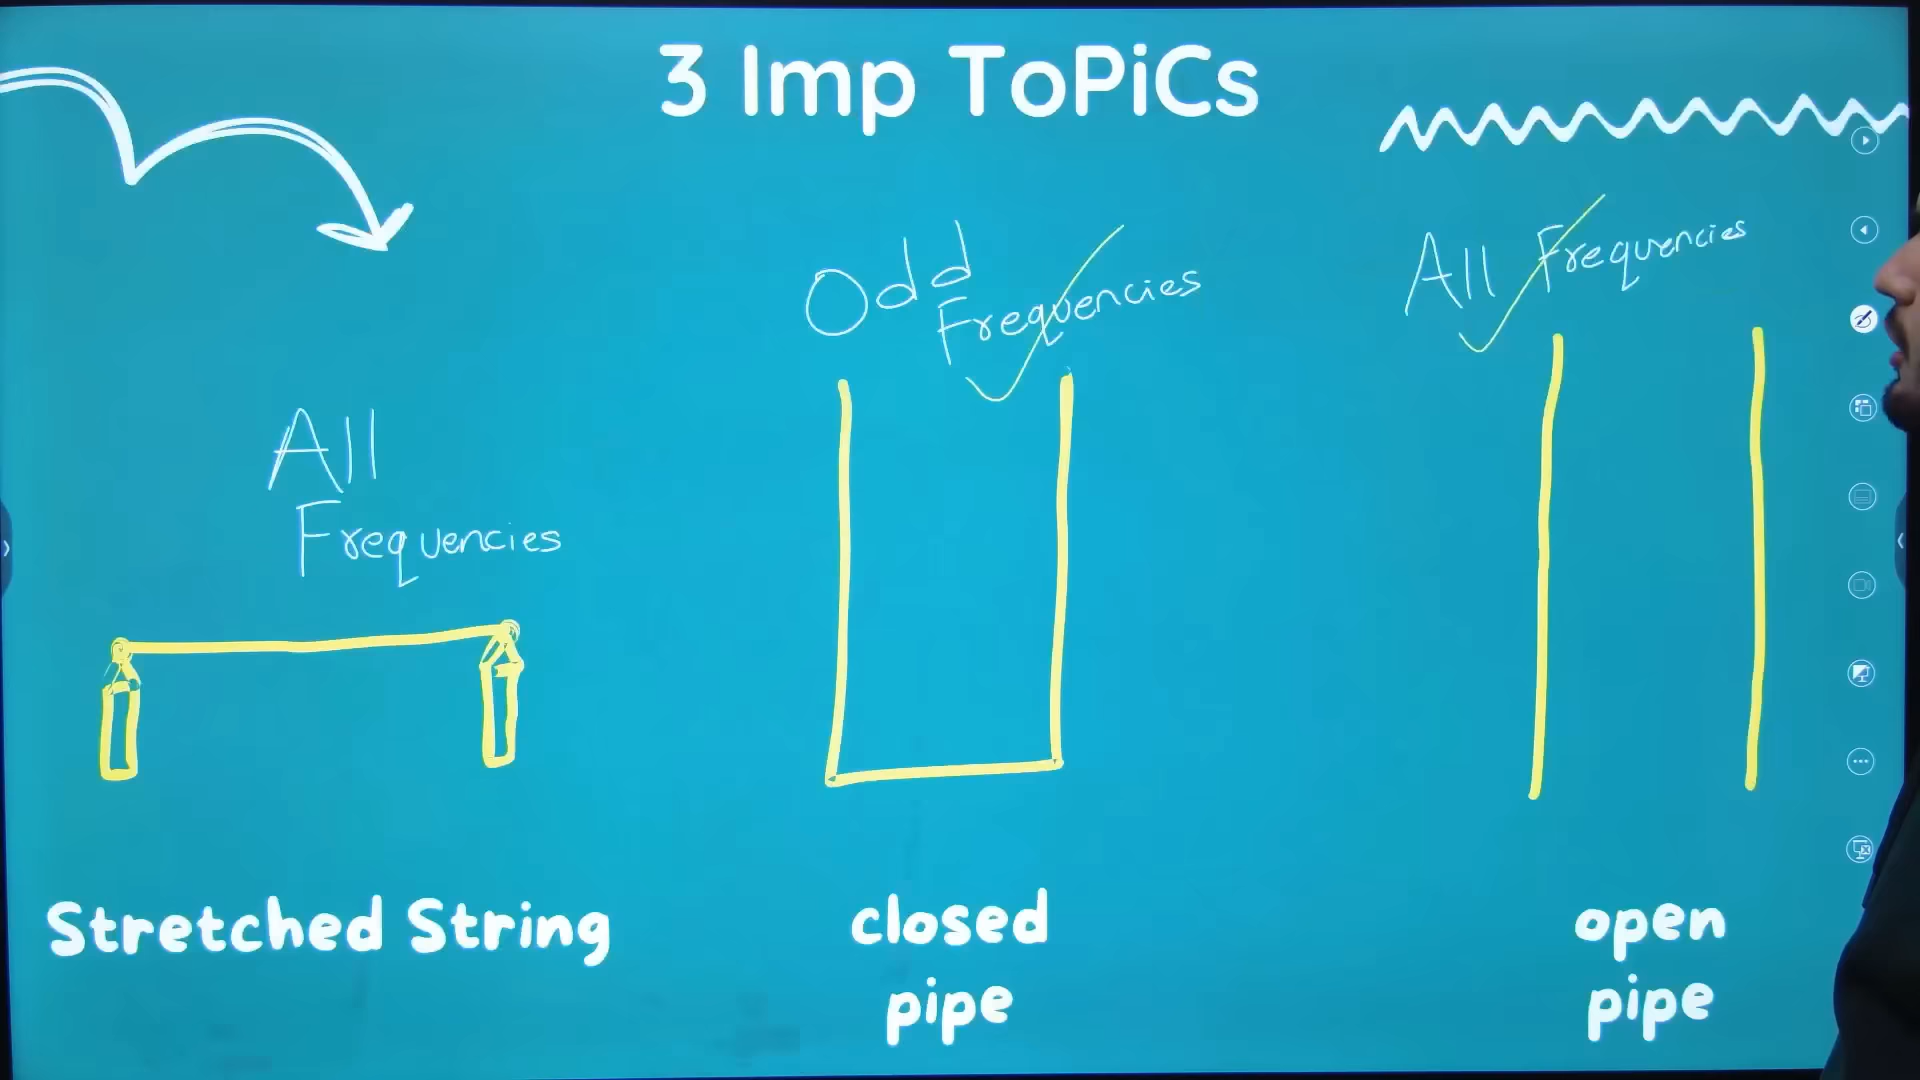 3 Imp ToPiCs
Odd
Frequencies
All Frequencies
All
Frequencies
Stretched String
closed
pipe
open
pipe